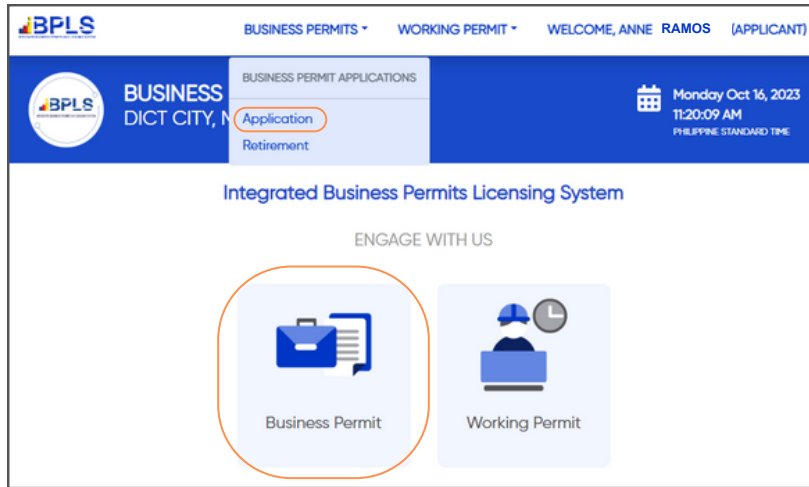 iBPLS
BUSINESS PERMITS WORKING PERMIT WELCOME, ANNE RAMOS (APPLICANT)
BUSINESS PERMIT APPLICATIONS
Application
Retirement
iBPLS
BUSINESS
DICT CITY, N
Monday Oct 16, 2023
11:20:09 AM
PHILIPPINE STANDARD TIME
Integrated Business Permits Licensing System
ENGAGE WITH US
Business Permit
Working Permit